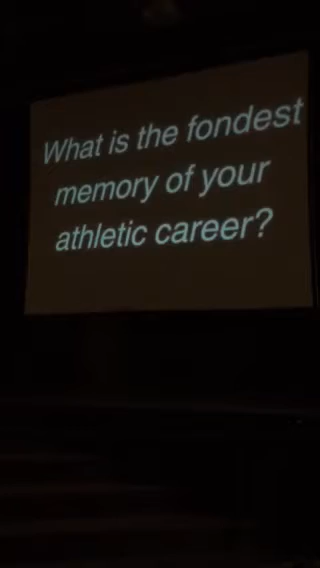 What is the fondest
memory of your
athletic career?